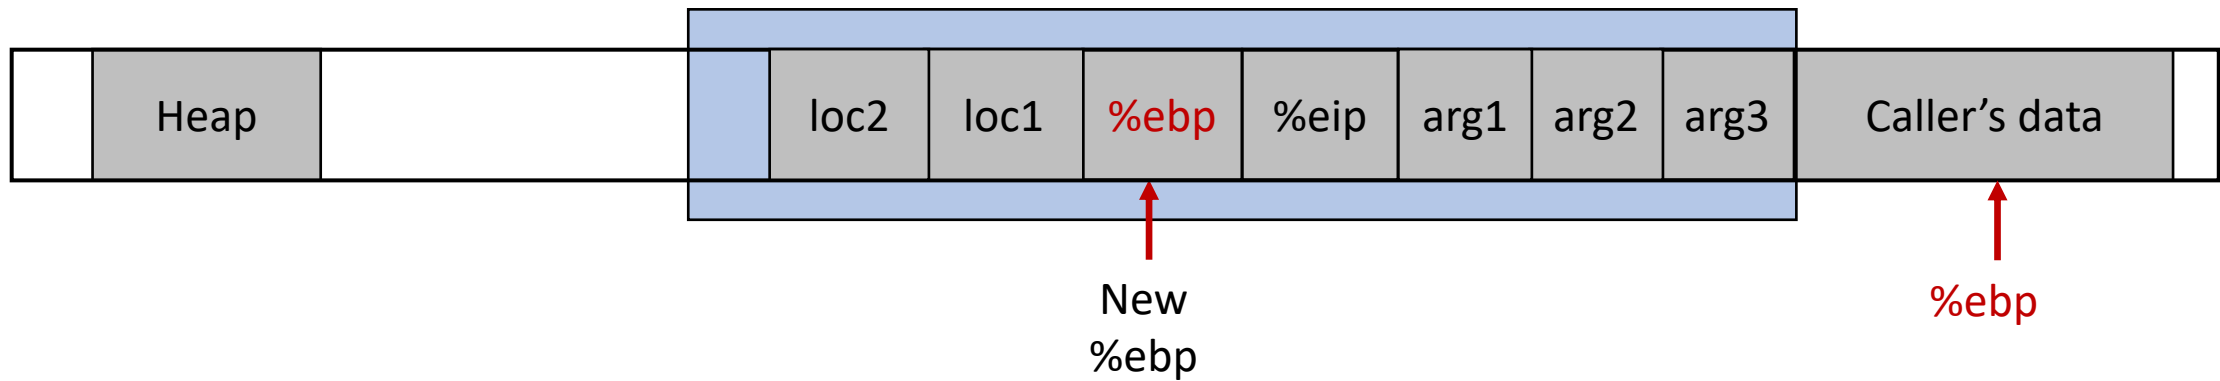 Heap loc2 loc1 %ebp %eip arg1 arg2 arg3 Caller's data
New
%ebp
%ebp